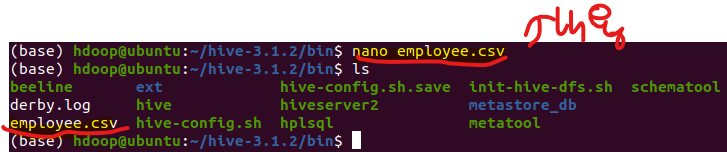 (base) hdoop@ubuntu:~/hive-3.1.2/bin$ nano employee.csv
(base) hdoop@ubuntu:~/hive-3.1.2/bin$ ls
beeline ext hive-config.sh.save init-hive-dfs.sh schematool
derby.log hive hiveserver2 metastore_db
employee.csv hive-config.sh hplsql metatool
(base) hdoop@ubuntu:~/hive-3.1.2/bin$